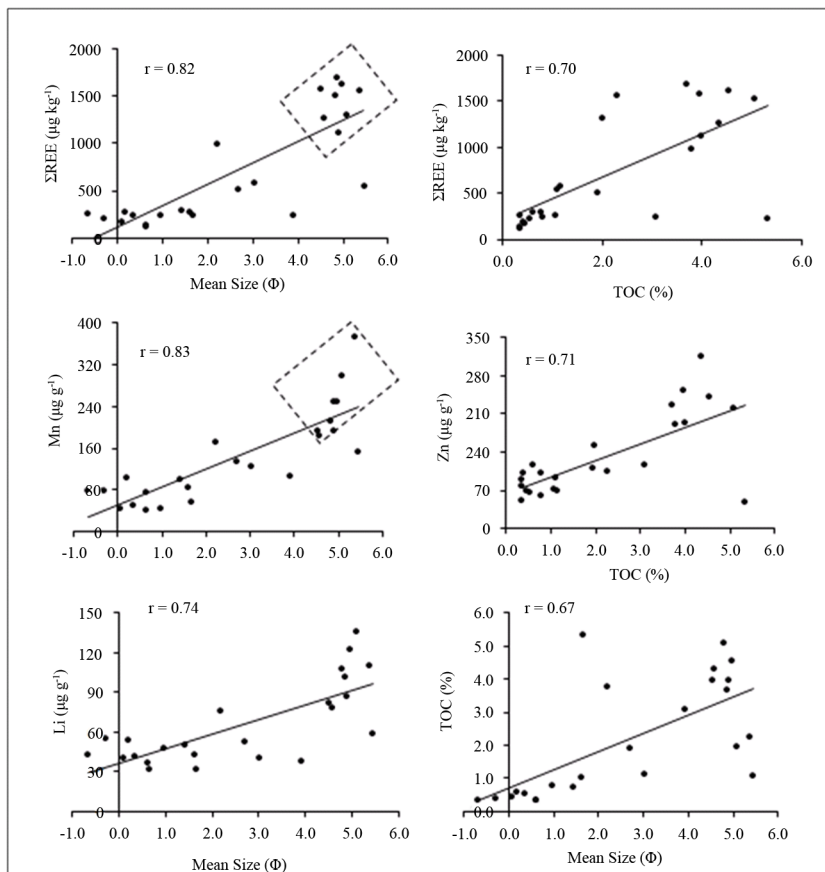 2000
1500
1000
500
0
ΣREE (µg kg⁻¹)
r = 0.82
-1.0 0.0 1.0 2.0 3.0 4.0 5.0 6.0
Mean Size (Φ)
2000
1500
1000
500
0
ΣREE (µg kg⁻¹)
r = 0.70
0.0 2.0 4.0 6.0
TOC (%)
400
320
240
160
80
0
Mn (µg g⁻¹)
r = 0.83
-1.0 0.0 1.0 2.0 3.0 4.0 5.0 6.0
Mean Size (Φ)
350
280
210
240
70
0
Zn (µg g⁻¹)
r = 0.71
0.0 1.0 2.0 3.0 4.0 5.0 6.0
TOC (%)
150
120
90
60
30
0
Li (µg g⁻¹)
r = 0.74
-1.0 0.0 1.0 2.0 3.0 4.0 5.0 6.0
Mean Size (Φ)
6.0
5.0
4.0
3.0
2.0
1.0
0.0
TOC (%)
r = 0.67
-1.0 0.0 1.0 2.0 3.0 4.0 5.0 6.0
Mean Size (Φ)